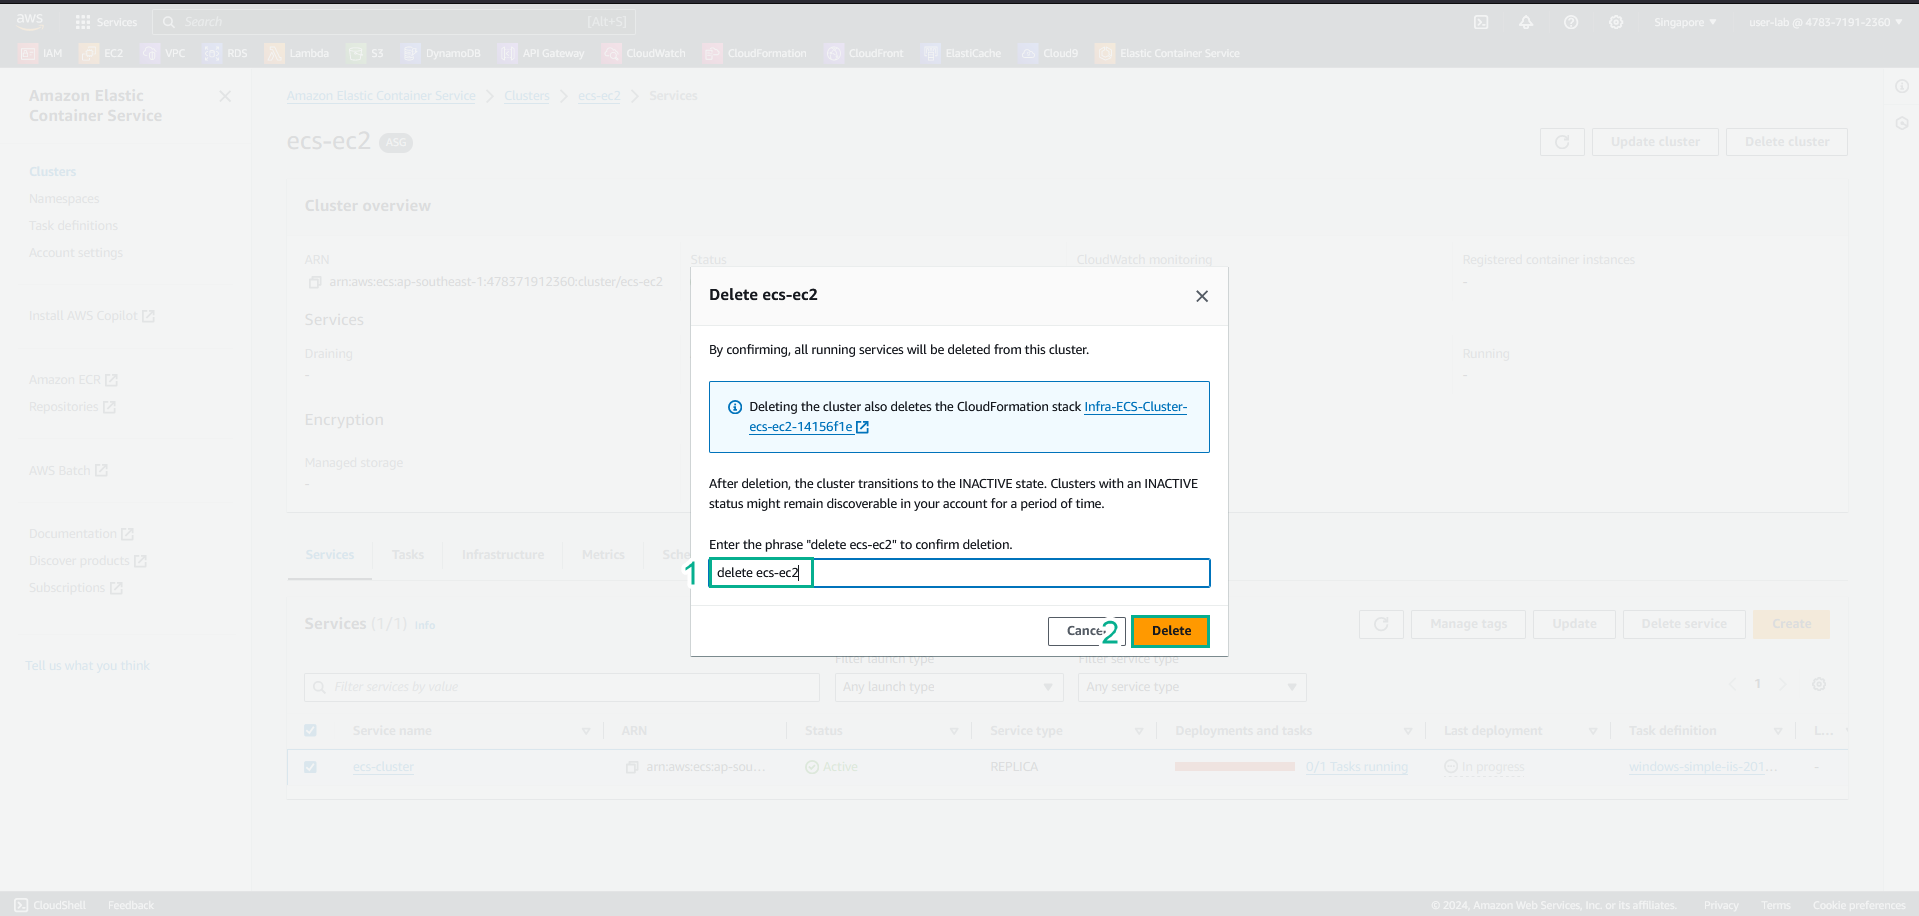 aws
Services
Search
[Alt+S]
Singapore
user-lab @ 4783-7191-2360
IAM
EC2
VPC
RDS
Lambda
S3
DynamoDB
API Gateway
CloudWatch
CloudFormation
CloudFront
ElastiCache
Cloud9
Elastic Container Service
Amazon Elastic
Container Service
Clusters
Namespaces
Task definitions
Account settings
Install AWS Copilot
Amazon ECR
Repositories
AWS Batch
Documentation
Discover products
Subscriptions
Tell us what you think
Amazon Elastic Container Service
Clusters
ecs-ec2
Services
ecs-ec2
ASG
Update cluster
Delete cluster
Cluster overview
ARN
Status
CloudWatch monitoring
Registered container instances
arn:aws:ecs:ap-southeast-1:478371912360:cluster/ecs-ec2
-
Services
Draining
Running
-
-
Encryption
Managed storage
-
Delete ecs-ec2
By confirming, all running services will be deleted from this cluster.
Deleting the cluster also deletes the CloudFormation stack Infra-ECS-Cluster-
ecs-ec2-14156f1e
After deletion, the cluster transitions to the INACTIVE state. Clusters with an INACTIVE
status might remain discoverable in your account for a period of time.
Enter the phrase "delete ecs-ec2" to confirm deletion.
1
delete ecs-ec2
Cancel
2
Delete
Services
Tasks
Infrastructure
Metrics
Sche
Services (1/1)
Info
Manage tags
Update
Delete service
Create
Filter launch type
Filter service type
Filter services by value
Any launch type
Any service type
1
Service name
ARN
Status
Service type
Deployments and tasks
Last deployment
Task definition
L...
ecs-cluster
arn:aws:ecs:ap-sou...
Active
REPLICA
0/1 Tasks running
In progress
windows-simple-iis-201...
-
CloudShell
Feedback
© 2024, Amazon Web Services, Inc. or its affiliates.
Privacy
Terms
Cookie preferences